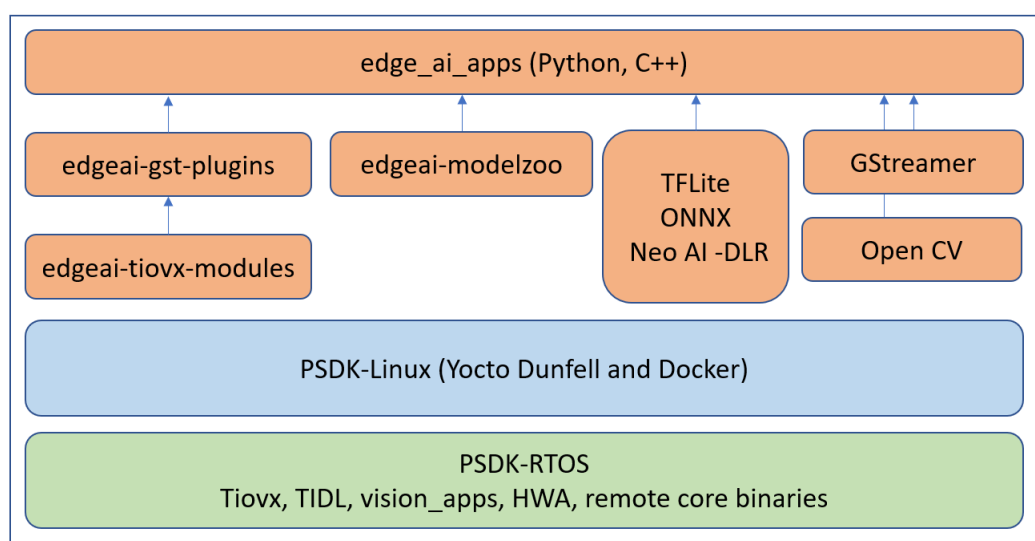 edge_ai_apps (Python, C++)
edgeai-gst-plugins
edgeai-modelzoo
TFLite
ONNX
Neo AI -DLR
GStreamer
edgeai-tiovx-modules
Open CV
PSDK-Linux (Yocto Dunfell and Docker)
PSDK-RTOS
Tiovx, TIDL, vision_apps, HWA, remote core binaries